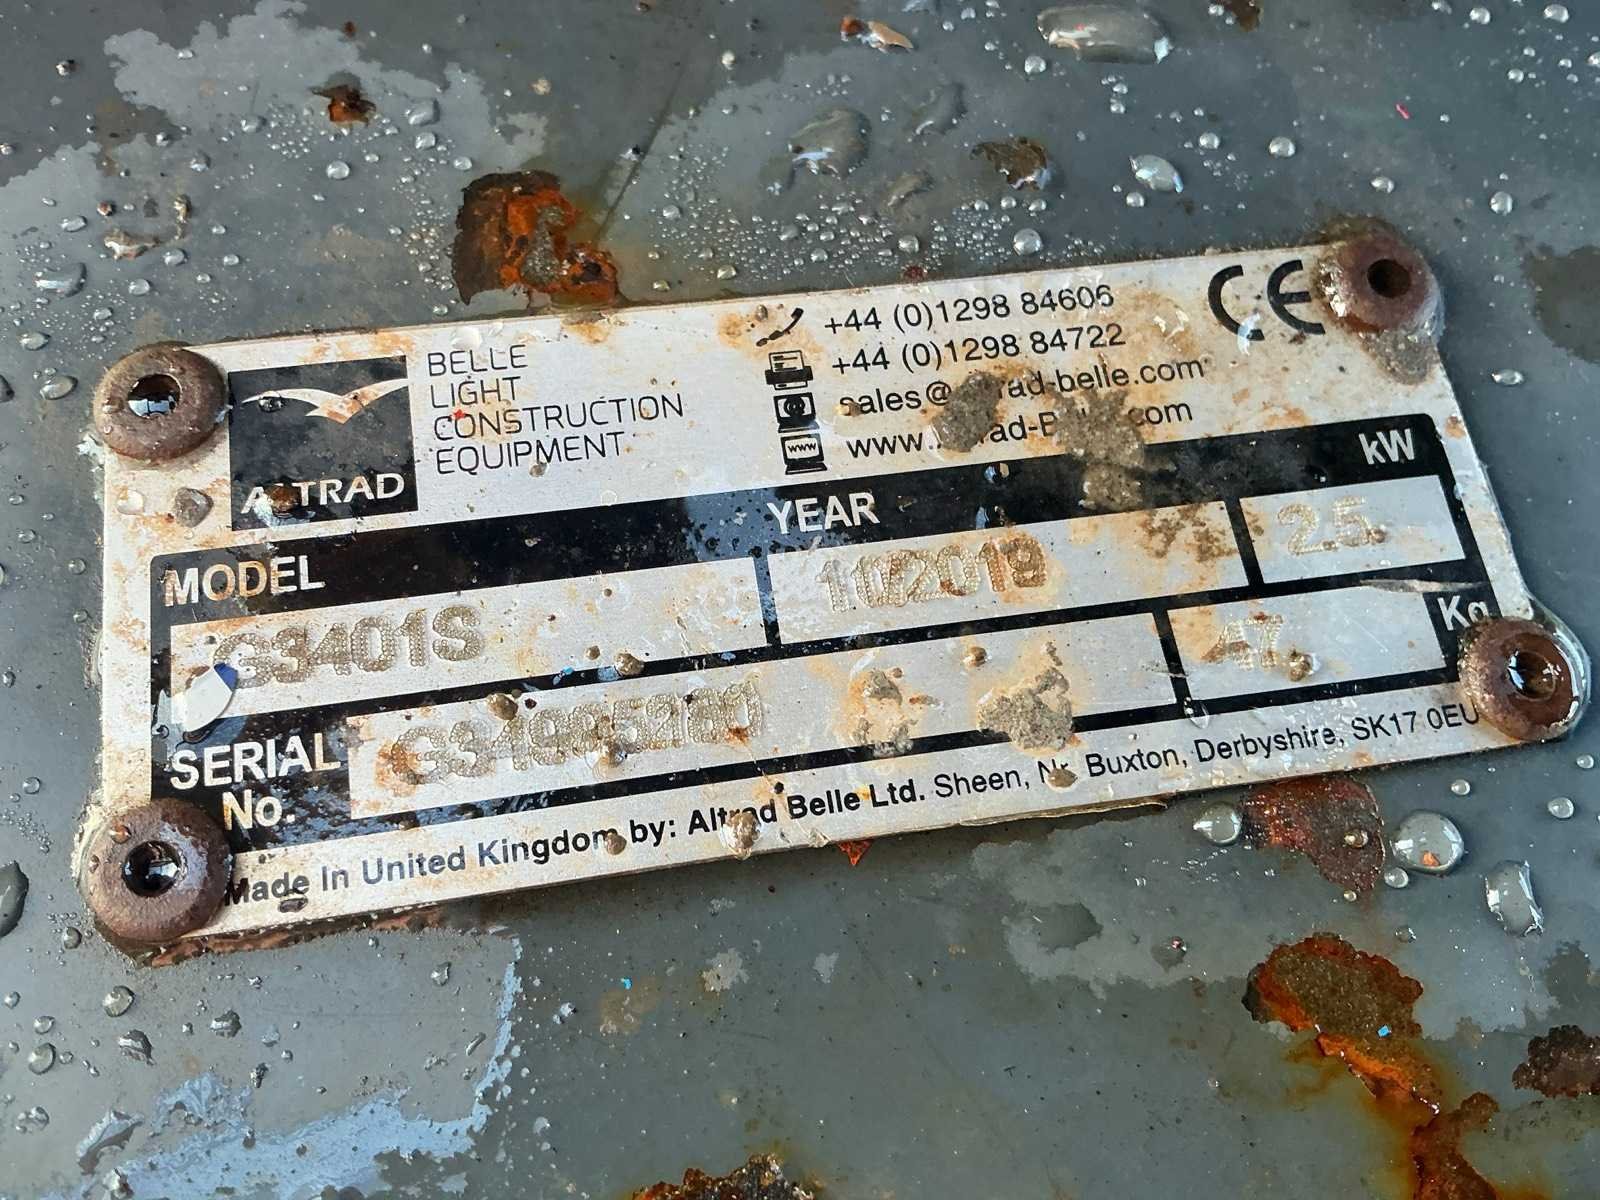 ALTRAD
BELLE
LIGHT
CONSTRUCTION
EQUIPMENT
+44 (0)1298 84606
+44 (0)1298 84722
CE
MODEL
YEAR
kW
G3401S
10/2019
2.5
SERIAL
No.
47
Kg
Made In United Kingdom by: Altrad Belle Ltd. Sheen, Nr. Buxton, Derbyshire, SK17 0EU